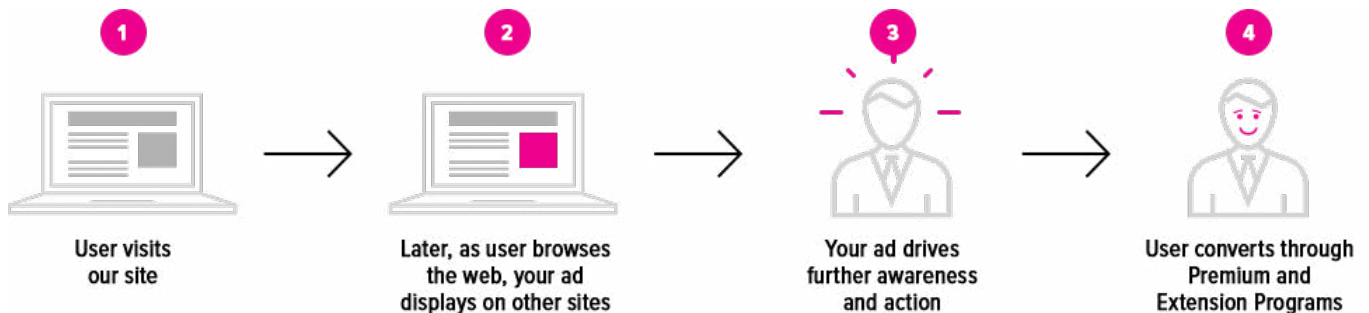 1
2
3
4
User visits
our site
Later, as user browses
the web, your ad
displays on other sites
Your ad drives
further awareness
and action
User converts through
Premium and
Extension Programs